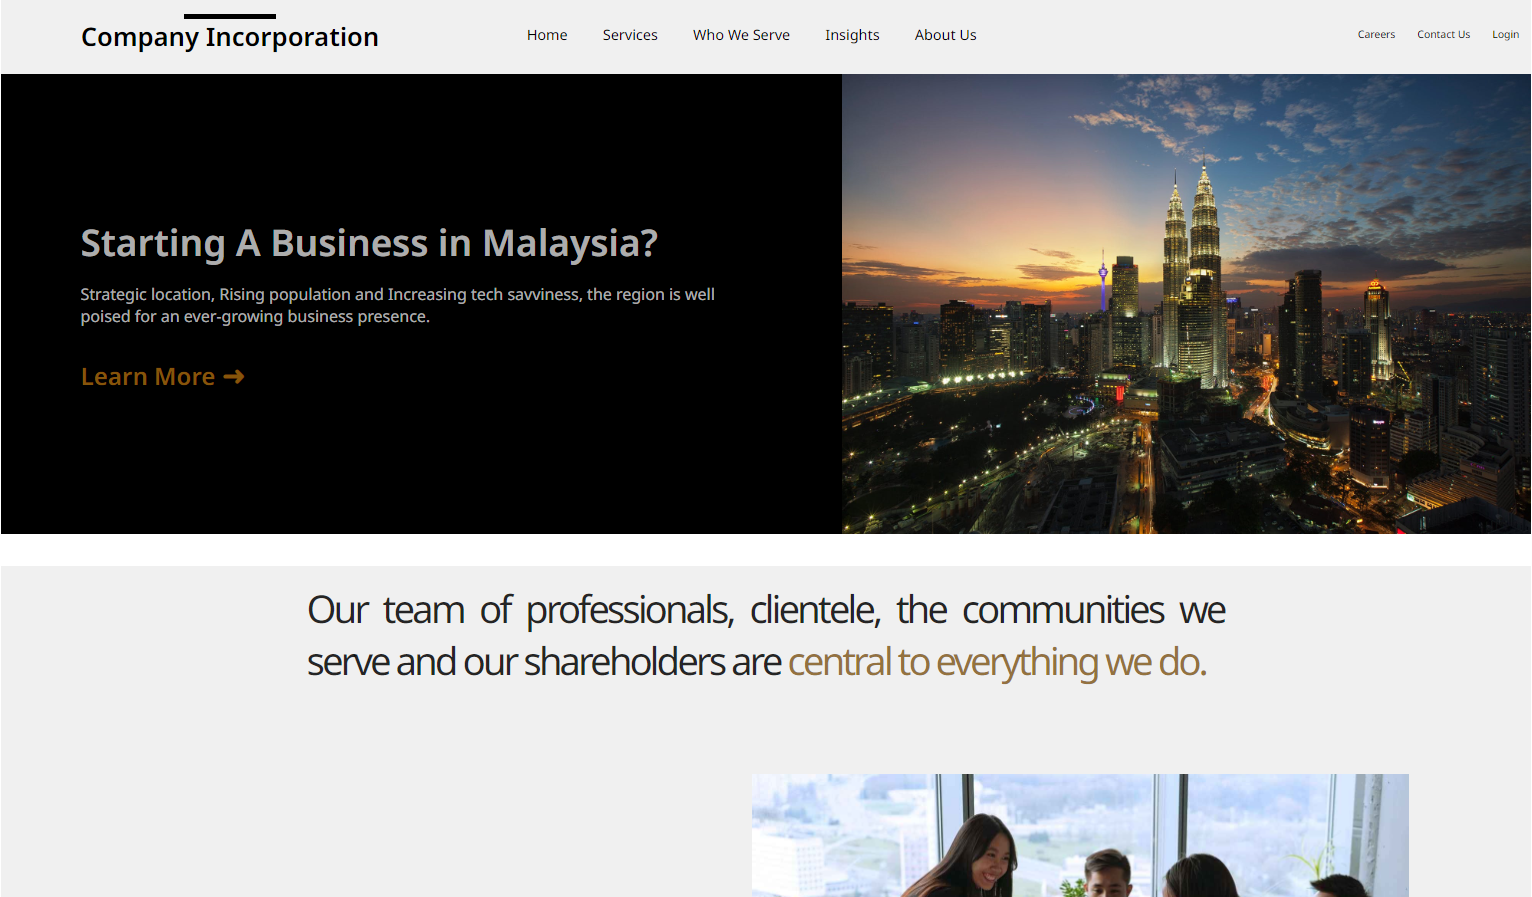 Company Incorporation
Home Services Who We Serve Insights About Us
Careers Contact Us Login
Starting A Business in Malaysia?
Strategic location, Rising population and Increasing tech savviness, the region is well
poised for an ever-growing business presence.
Learn More ➜
Our team of professionals, clientele, the communities we
serve and our shareholders are central to everything we do.